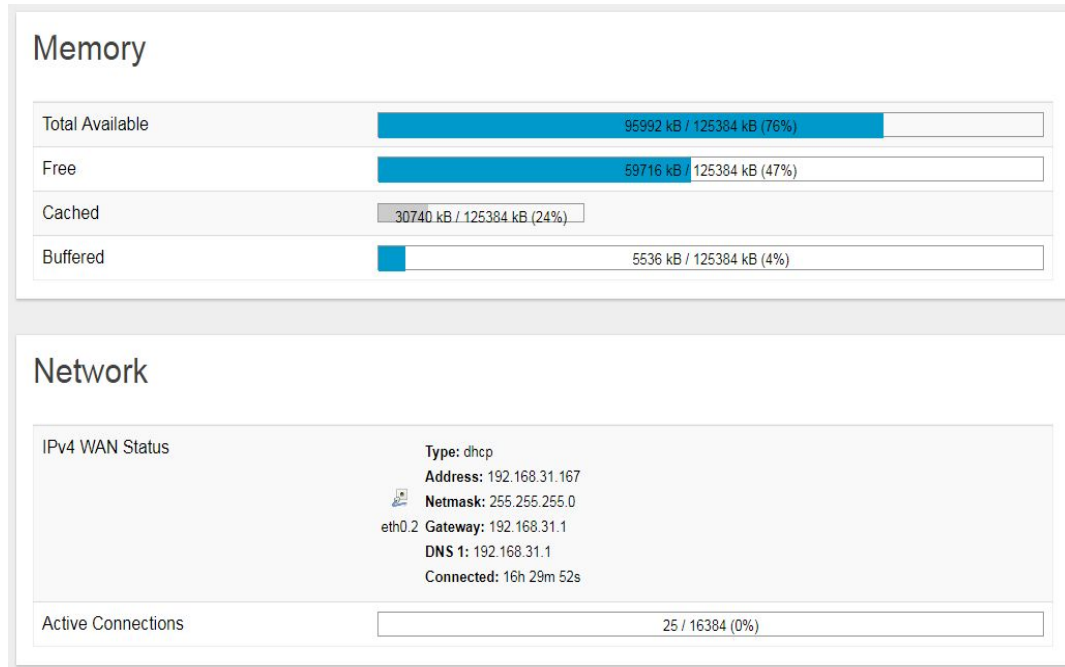 Memory
Total Available 95992 kB / 125384 kB (76%)
Free 59716 kB / 125384 kB (47%)
Cached 30740 kB / 125384 kB (24%)
Buffered 5536 kB / 125384 kB (4%)
Network
IPv4 WAN Status
Type: dhcp
Address: 192.168.31.167
Netmask: 255.255.255.0
eth0.2 Gateway: 192.168.31.1
DNS 1: 192.168.31.1
Connected: 16h 29m 52s
Active Connections 25 / 16384 (0%)